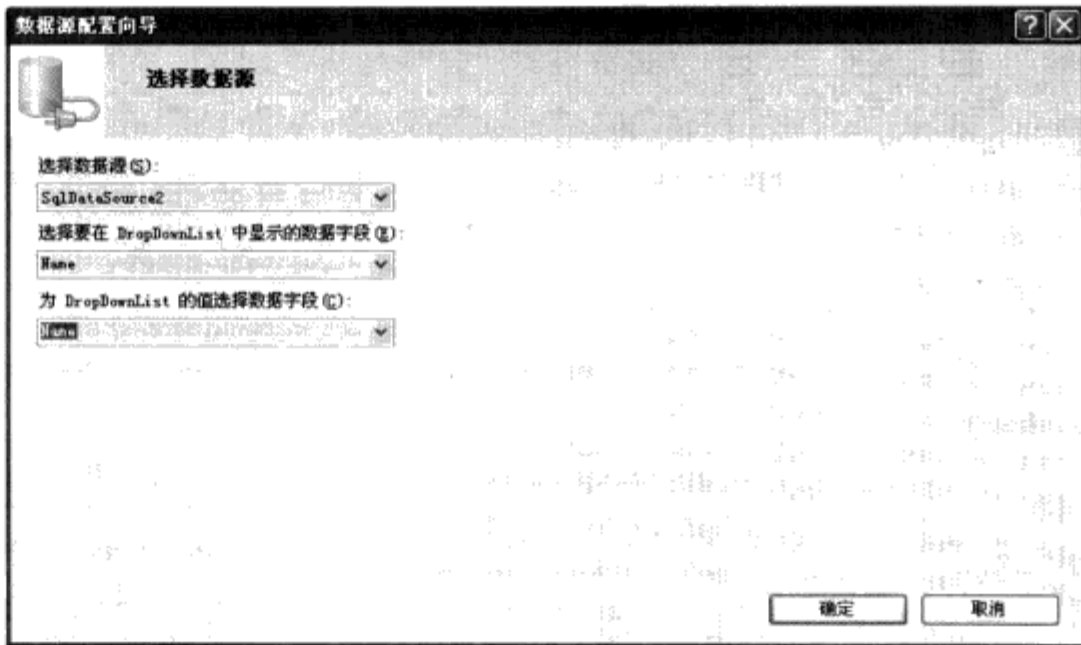 数据源配置向导
选择数据源
选择数据源(S):
SqlDataSource2
选择要在 DropDownList 中显示的数据字段(E):
Name
为 DropDownList 的值选择数据字段(C):
Name
确定
取消